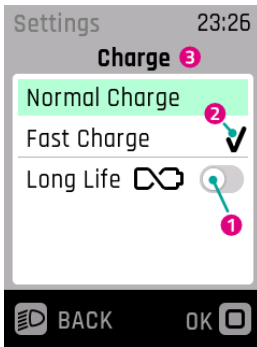 Settings 23:26
Charge 3
Normal Charge
2
Fast Charge
Long Life
1
BACK OK